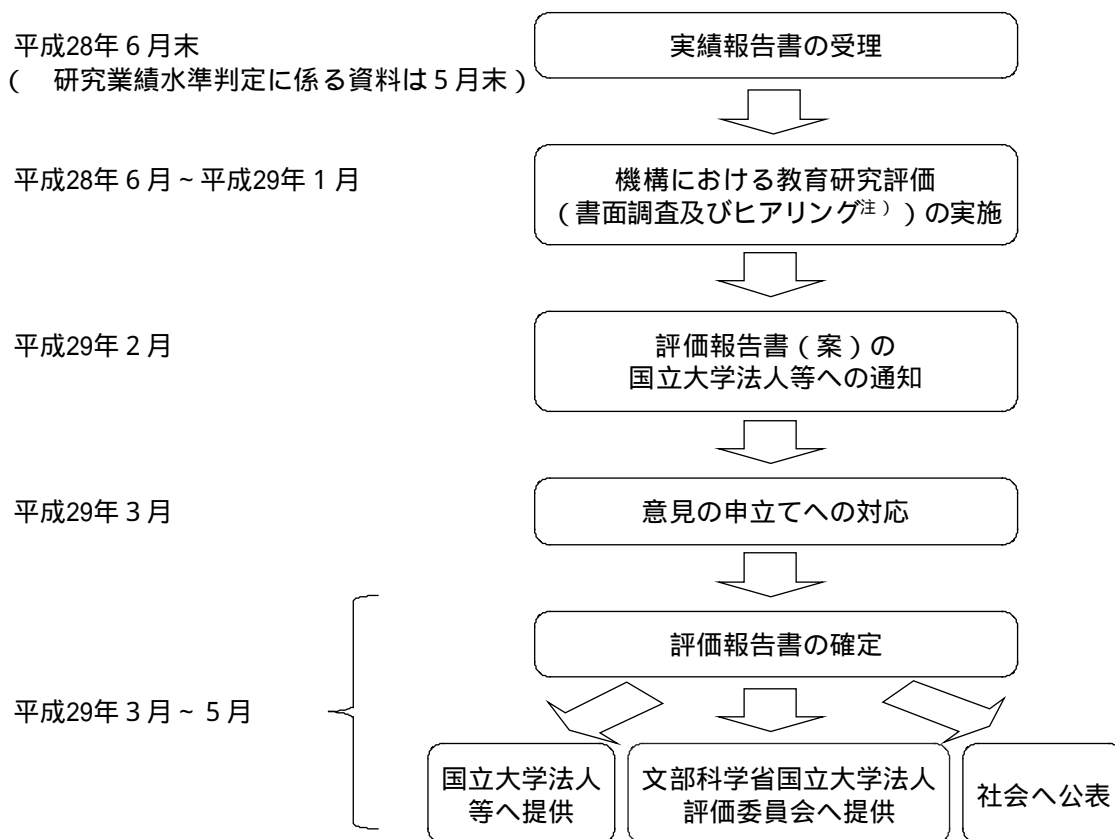 平成28年６月末
実績報告書の受理
（　研究業績水準判定に係る資料は５月末）
平成28年６月～平成29年１月
機構における教育研究評価
（書面調査及びヒアリング注））の実施
平成29年２月
評価報告書（案）の
国立大学法人等への通知
平成29年３月
意見の申立てへの対応
評価報告書の確定
平成29年３月～５月
国立大学法人
等へ提供
文部科学省国立大学法人
評価委員会へ提供
社会へ公表